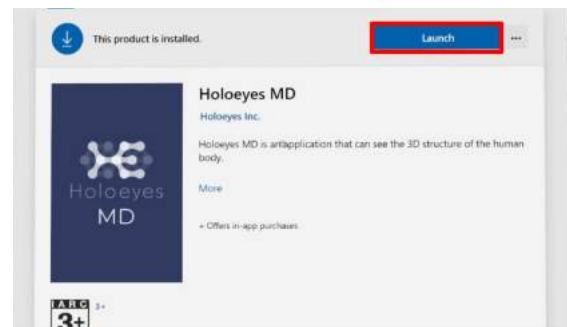 This product is installed.
Launch
...
Holoeyes MD
Holoeyes Inc.
Holoeyes MD is an application that can see the 3D structure of the human
body.
More
+ Offers in-app purchases
Holoeyes
MD
IARC
3+
3+